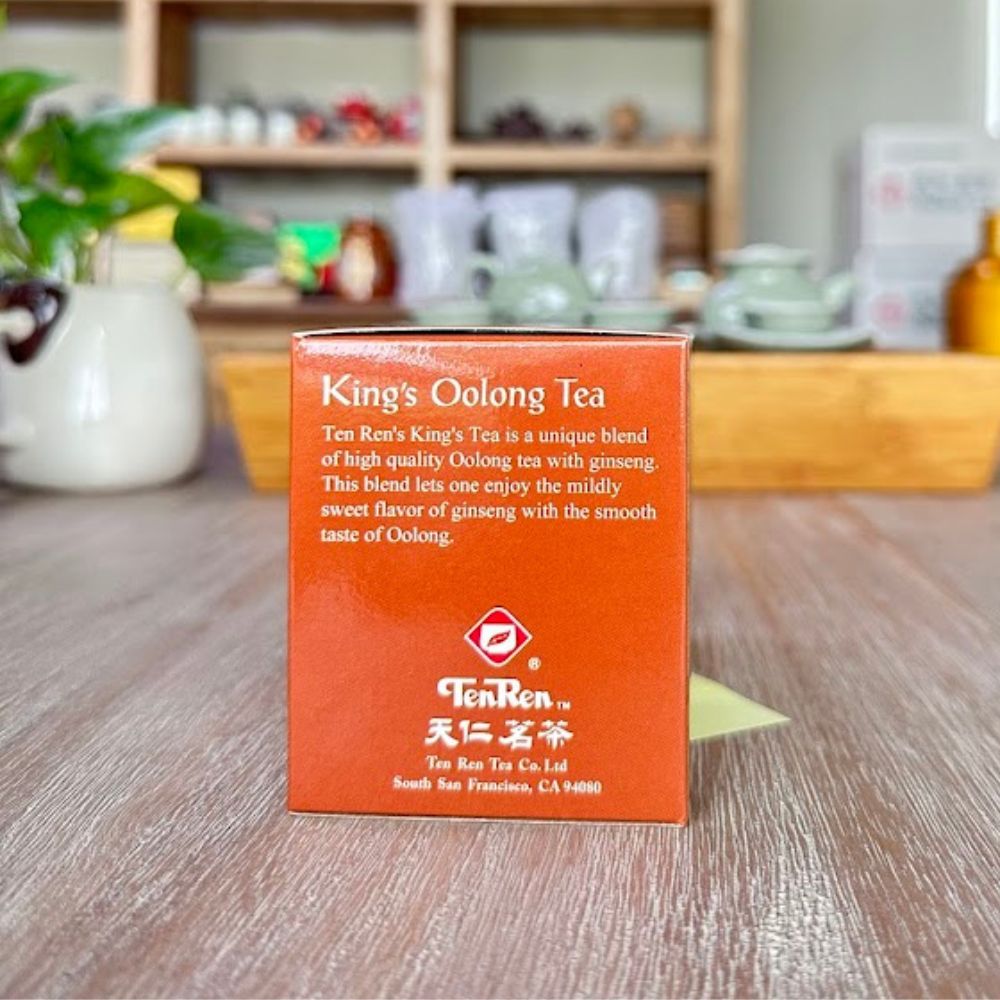 King's Oolong Tea
Ten Ren's King's Tea is a unique blend
of high quality Oolong tea with ginseng.
This blend lets one enjoy the mildly
sweet flavor of ginseng with the smooth
taste of Oolong.
®
TenRen™
天仁茗茶
Ten Ren Tea Co. Ltd
South San Francisco, CA 94080